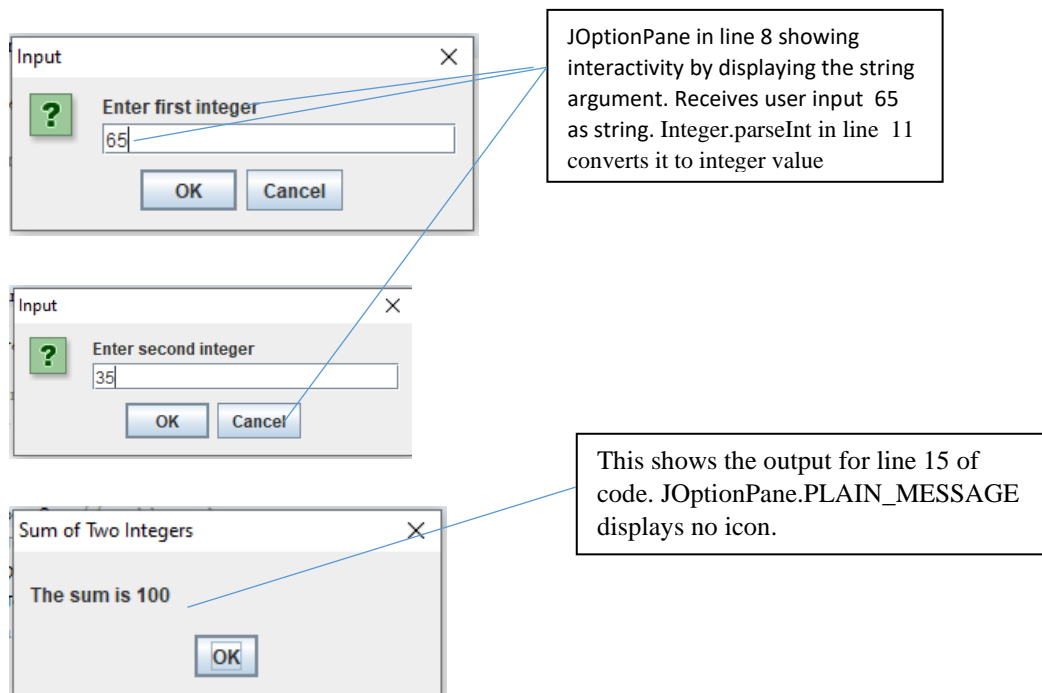 Input
Enter first integer
65
OK Cancel
JOptionPane in line 8 showing
interactivity by displaying the string
argument. Receives user input 65
as string. Integer.parseInt in line 11
converts it to integer value
Input
Enter second integer
35
OK Cancel
This shows the output for line 15 of
code. JOptionPane.PLAIN_MESSAGE
displays no icon.
Sum of Two Integers
The sum is 100
OK